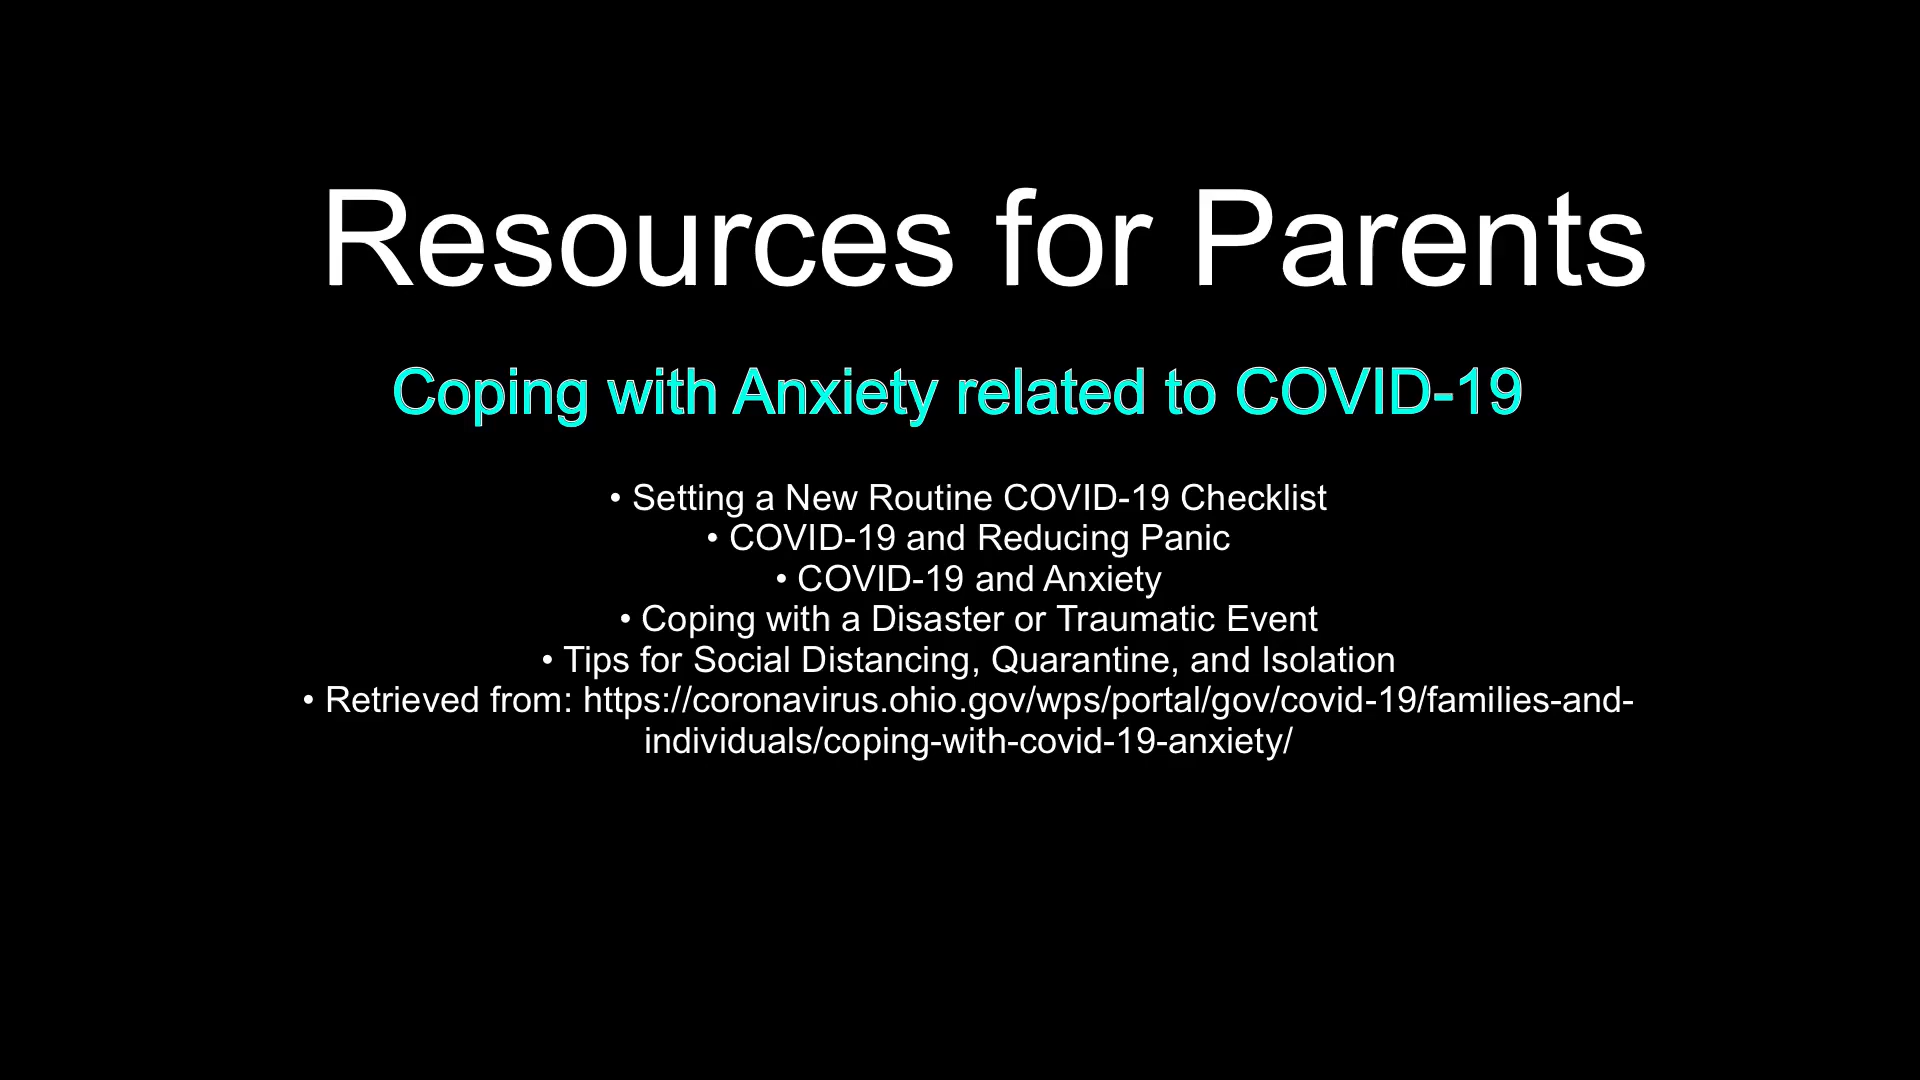 Resources for Parents
Coping with Anxiety related to COVID-19
• Setting a New Routine COVID-19 Checklist
• COVID-19 and Reducing Panic
• COVID-19 and Anxiety
• Coping with a Disaster or Traumatic Event
• Tips for Social Distancing, Quarantine, and Isolation
• Retrieved from: https://coronavirus.ohio.gov/wps/portal/gov/covid-19/families-and-
individuals/coping-with-covid-19-anxiety/